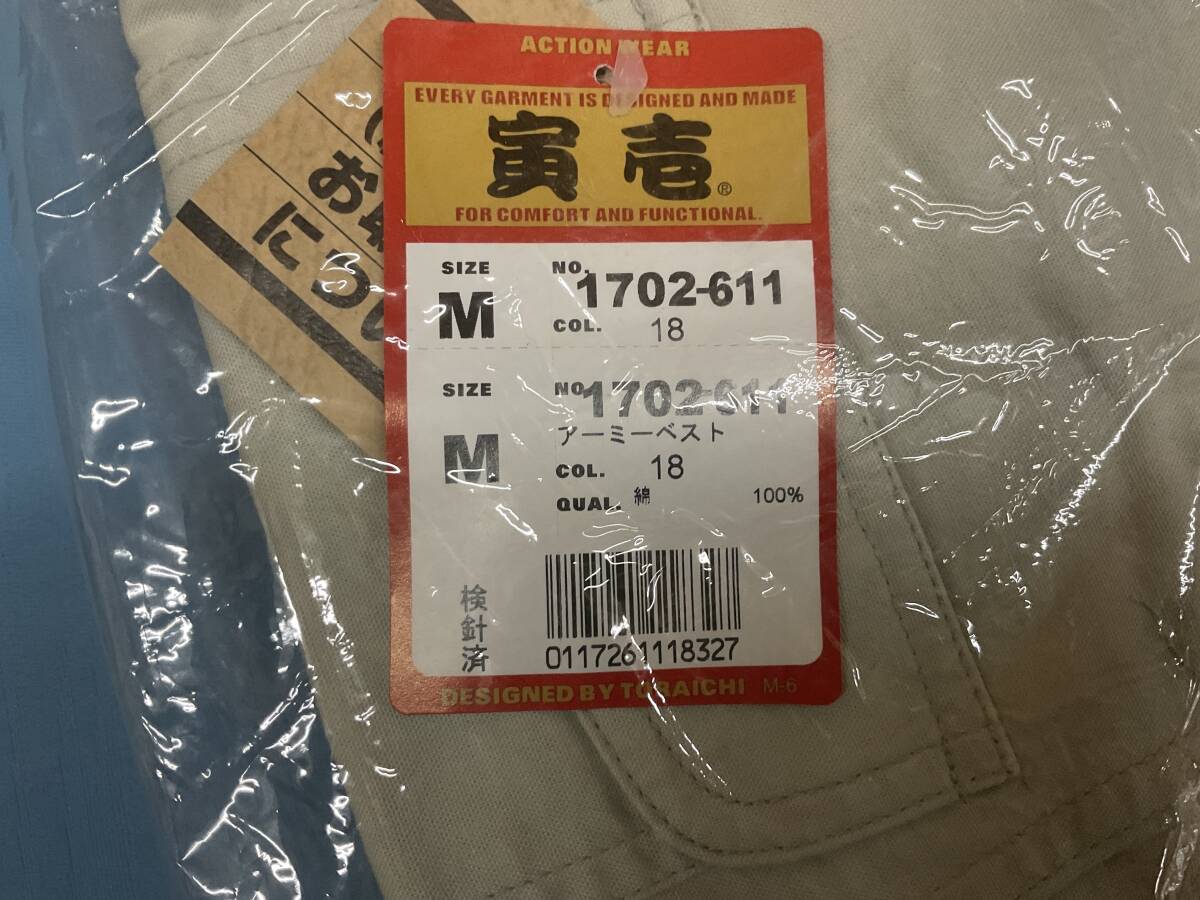 ACTION WEAR
EVERY GARMENT IS DESIGNED AND MADE
寅壱®
FOR COMFORT AND FUNCTIONAL.
SIZE NO. 1702-611
M COL. 18
SIZE NO. 1702-611
アーミーベスト
M COL. 18
QUAL. 綿 100%
検針済
0117261118327
DESIGNED BY TORAICHI M-6
お
につ